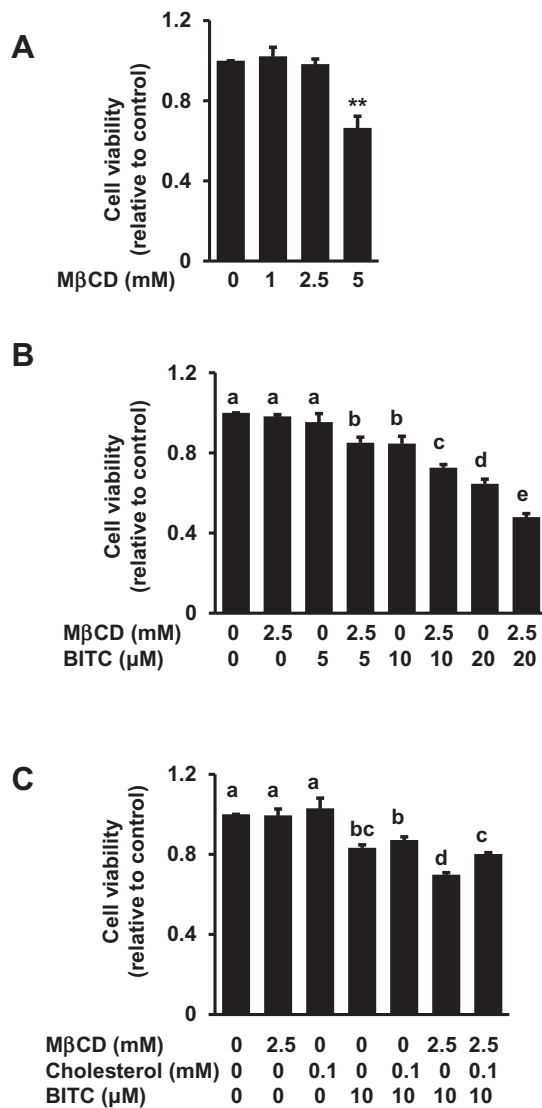 A
Cell viability
(relative to control)
1.2
0.8
0.4
0
**
MβCD (mM) 0 1 2.5 5
B
Cell viability
(relative to control)
1.2
0.8
0.4
0
a a a b b c d e
MβCD (mM) 0 2.5 0 2.5 0 2.5 0 2.5
BITC (μM) 0 0 5 5 10 10 20 20
C
Cell viability
(relative to control)
1.2
0.8
0.4
0
a a a bc b d c
MβCD (mM) 0 2.5 0 0 0 2.5 2.5
Cholesterol (mM) 0 0 0.1 0 0.1 0 0.1
BITC (μM) 0 0 0 10 10 10 10